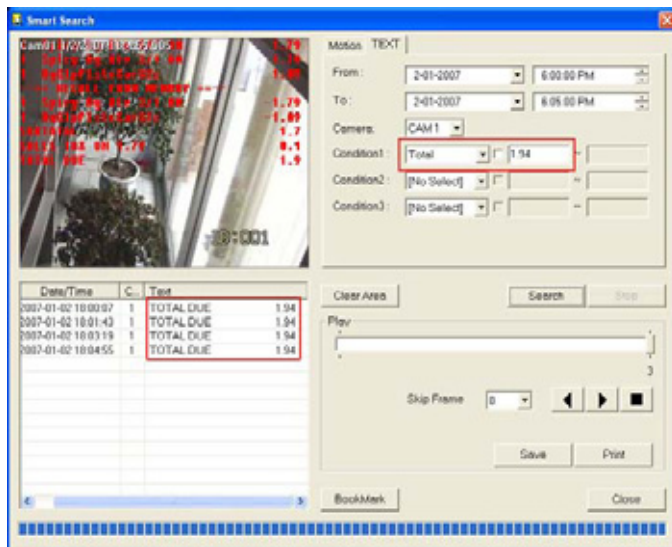 Smart Search
Motion TEXT
From : 2-01-2007 6:00:00 PM
To : 2-01-2007 6:05:00 PM
Camera: CAM 1
Condition1 : Total 1.94 ~
Condition2 : [No Select] ~
Condition3 : [No Select] ~
1.79
-1.79
-1.09
1.7
0.1
TOTAL DUE 1.9
ID:001
Date/Time C... Text
2007-01-02 18:00:07 1 TOTAL DUE 1.94
2007-01-02 18:01:43 1 TOTAL DUE 1.94
2007-01-02 18:03:19 1 TOTAL DUE 1.94
2007-01-02 18:04:55 1 TOTAL DUE 1.94
Clear Area Search Stop
Play
3
Skip Frame 0
Save Print
BookMark Close